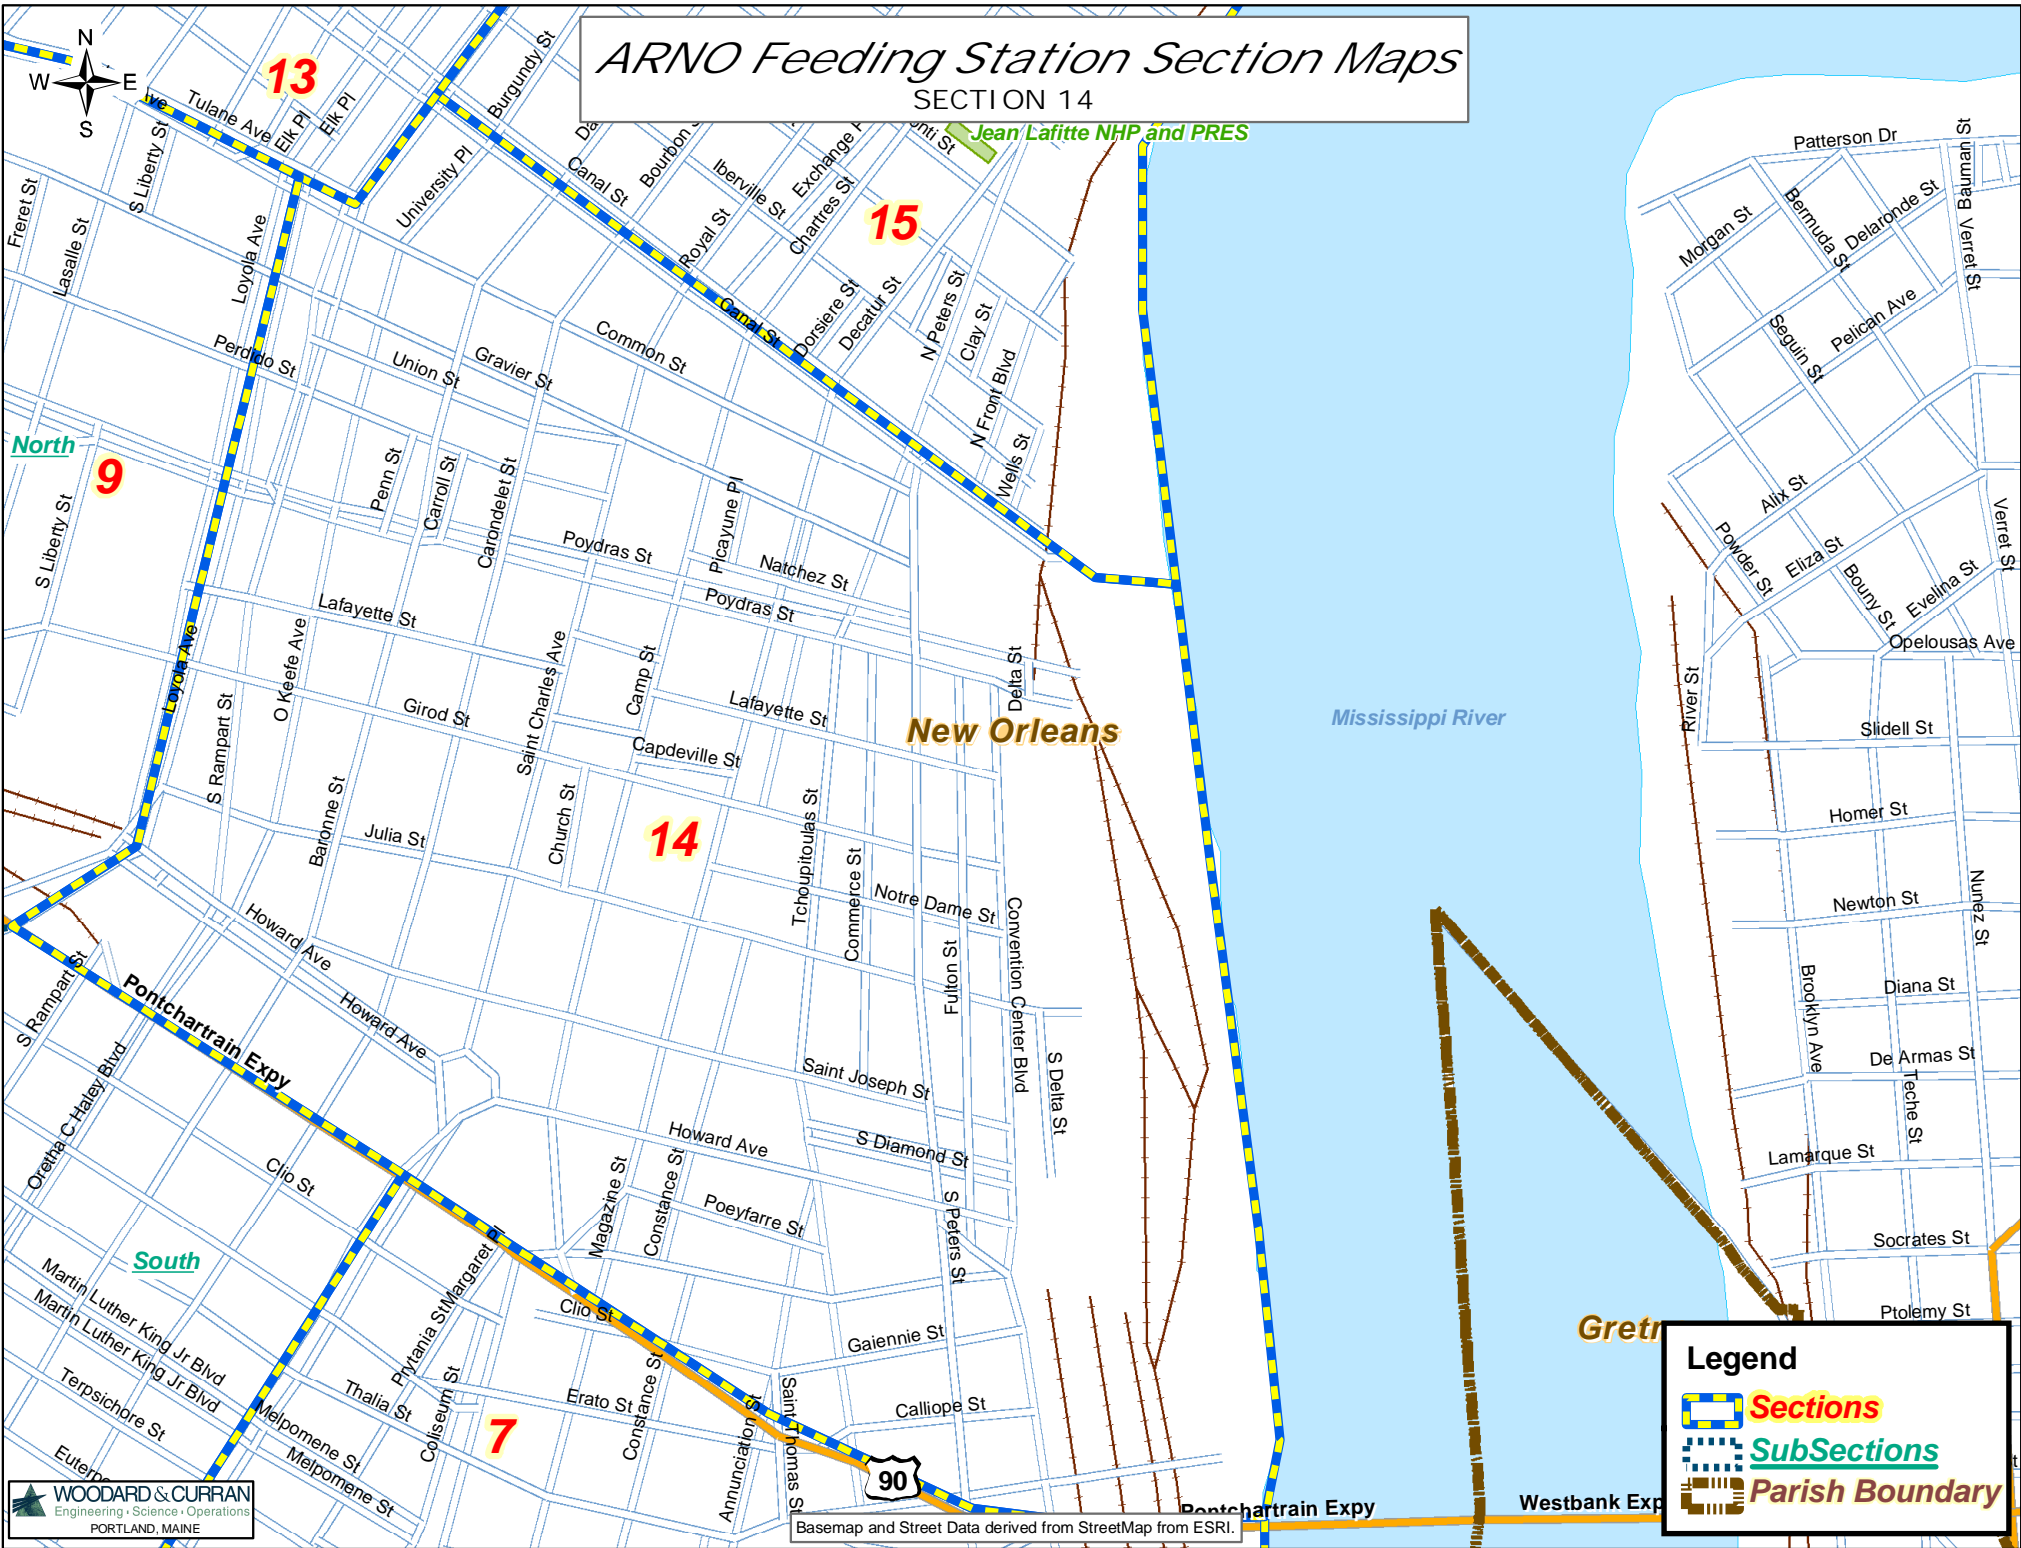 ARNO Feeding Station Section Maps
SECTION 14
N
W
E
S
13
Tulane Ave
Elk Pl
Elk Pl
Burgundy St
University Pl
Canal St
Iberville St
Royal St
Chartres St
Jean Lafitte NHP and PRES
15
Freret St
Lasalle St
S Liberty St
Loyola Ave
Canal St
Dorsiere St
Decatur St
N Peters St
Clay St
N Front Blvd
Wells St
Perdido St
Union St
Gravier St
Common St
North
9
S Liberty St
Penn St
Carroll St
Carondelet St
Poydras St
Picayune Pl
Natchez St
Poydras St
Lafayette St
Loyola Ave
S Rampart St
O Keefe Ave
Girod St
Saint Charles Ave
Camp St
Lafayette St
Delta St
New Orleans
Capdeville St
Baronne St
Julia St
Church St
14
Tchoupitoulas St
Commerce St
Notre Dame St
Fulton St
Convention Center Blvd
S Delta St
Howard Ave
Howard Ave
S Rampart St
Pontchartrain Expy
Oretha C Haley Blvd
Saint Joseph St
Howard Ave
S Diamond St
Clio St
Magazine St
Constance St
Poeyfarre St
S Peters St
South
Martin Luther King Jr Blvd
Martin Luther King Jr Blvd
Prytania St
Clio St
Gaiennie St
Terpsichore St
Thalia St
Coliseum St
Erato St
Constance St
Annunciation St
Saint Thomas St
Calliope St
Melpomene St
Melpomene St
7
90
Pontchartrain Expy
Mississippi River
Patterson Dr
Bermuda St
Morgan St
Delaronde St
Verret St
Seguin St
Pelican Ave
Alix St
Powder St
Eliza St
Bouny St
Evelina St
Verret St
Opelousas Ave
River St
Slidell St
Homer St
Newton St
Nunez St
Brooklyn Ave
Diana St
De Armas St
Teche St
Lamarque St
Socrates St
Ptolemy St
Legend
Sections
SubSections
Parish Boundary
WOODARD & CURRAN
Engineering · Science · Operations
PORTLAND, MAINE
Basemap and Street Data derived from StreetMap from ESRI.